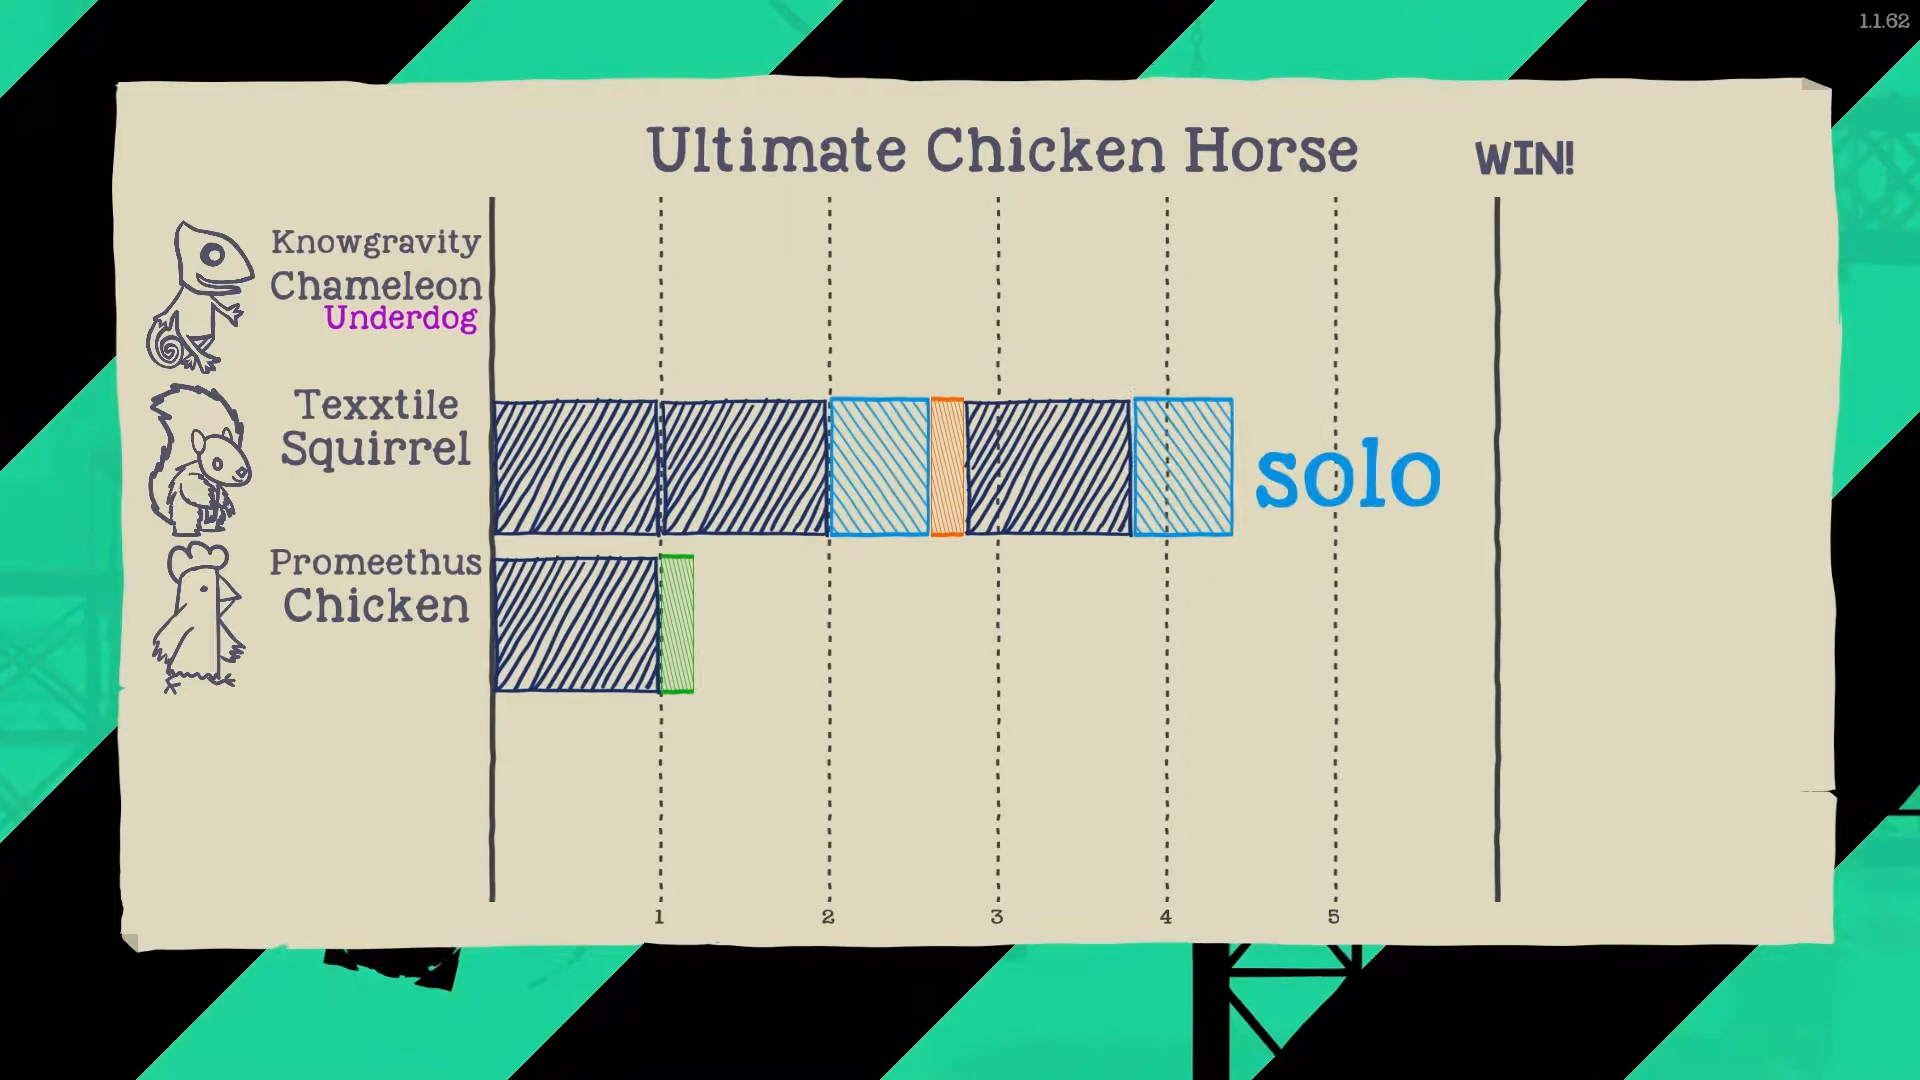 1.1.62
Ultimate Chicken Horse
WIN!
Knowgravity
Chameleon
Underdog
Texxtile
Squirrel
solo
Promeethus
Chicken
1 2 3 4 5